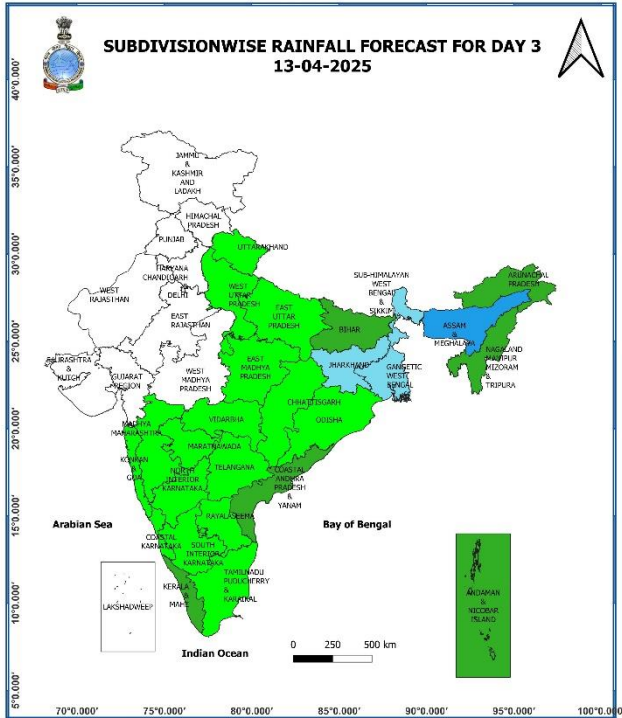 SUBDIVISIONWISE RAINFALL FORECAST FOR DAY 3
13-04-2025
40°0.000'
35°0.000'
30°0.000'
25°0.000'
20°0.000'
15°0.000'
10°0.000'
5°0.000'
JAMMU
&
KASHMIR
AND
LADAKH
HIMACHAL
PRADESH
PUNJAB
UTTARAKHAND
HARYANA
CHANDIGARH
&
DELHI
WEST
RAJASTHAN
EAST
RAJASTHAN
WEST
UTTAR
PRADESH
EAST
UTTAR
PRADESH
SUB-HIMALAYAN
WEST
BENGAL
&
SIKKIM
ARUNACHAL
PRADESH
BIHAR
ASSAM
&
MEGHALAYA
NAGALAND
MANIPUR
MIZORAM
&
TRIPURA
SAURASHTRA
&
KUTCH
GUJARAT
REGION
WEST
MADHYA
PRADESH
EAST
MADHYA
PRADESH
JHARKHAND
GANGETIC
WEST
BENGAL
CHHATTISGARH
ODISHA
MADHYA
MAHARASHTRA
VIDARBHA
MARATHWADA
KONKAN
&
GOA
NORTH
INTERIOR
KARNATAKA
TELANGANA
COASTAL
ANDHRA
PRADESH
&
YANAM
RAYALASEEMA
COASTAL
KARNATAKA
SOUTH
INTERIOR
KARNATAKA
TAMILNADU
PUDUCHERRY
&
KARAIKAL
KERALA
&
MAHE
LAKSHADWEEP
ANDAMAN
&
NICOBAR
ISLAND
Arabian Sea
Bay of Bengal
Indian Ocean
0 250 500 km
70°0.000' 75°0.000' 80°0.000' 85°0.000' 90°0.000' 95°0.000' 100°0.000'